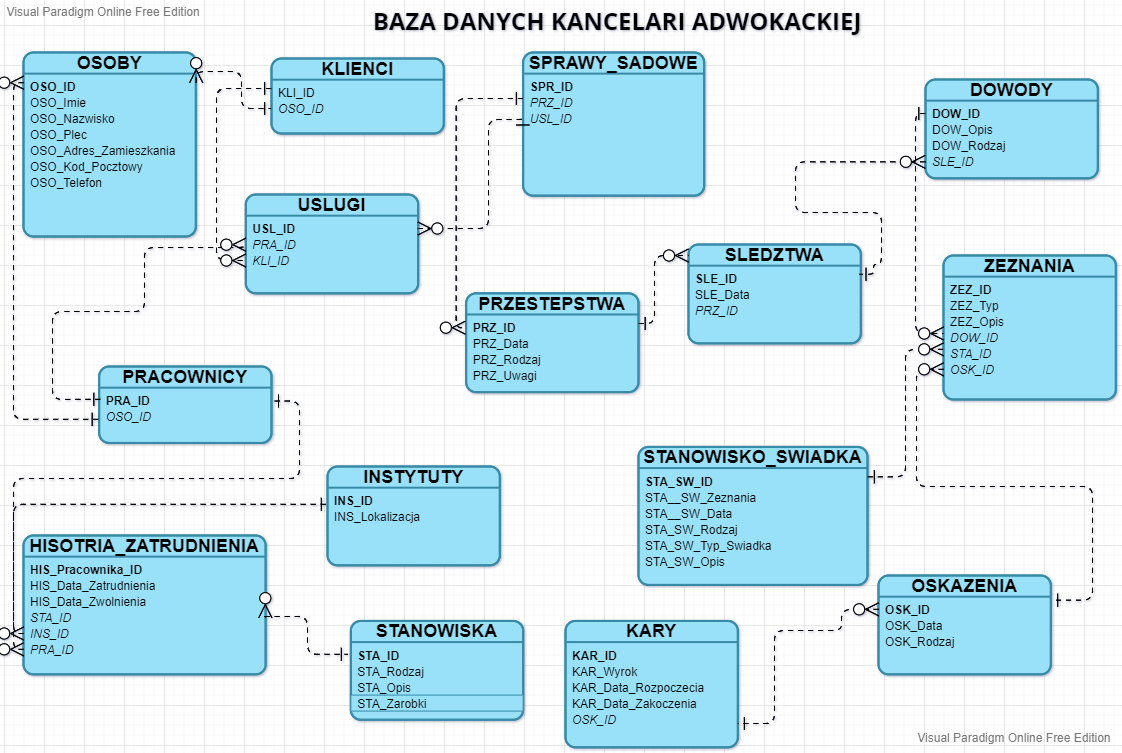 Visual Paradigm Online Free Edition
BAZA DANYCH KANCELARI ADWOKACKIEJ
OSOBY
OSO_ID
OSO_Imie
OSO_Nazwisko
OSO_Plec
OSO_Adres_Zamieszkania
OSO_Kod_Pocztowy
OSO_Telefon
KLIENCI
KLI_ID
OSO_ID
SPRAWY_SADOWE
SPR_ID
PRZ_ID
USL_ID
DOWODY
DOW_ID
DOW_Opis
DOW_Rodzaj
SLE_ID
USLUGI
USL_ID
PRA_ID
KLI_ID
SLEDZTWA
SLE_ID
SLE_Data
PRZ_ID
ZEZNANIA
ZEZ_ID
ZEZ_Typ
ZEZ_Opis
DOW_ID
STA_ID
OSK_ID
PRZESTEPSTWA
PRZ_ID
PRZ_Data
PRZ_Rodzaj
PRZ_Uwagi
PRACOWNICY
PRA_ID
OSO_ID
INSTYTUTY
INS_ID
INS_Lokalizacja
STANOWISKO_SWIADKA
STA_SW_ID
STA__SW_Zeznania
STA__SW_Data
STA_SW_Rodzaj
STA_SW_Typ_Swiadka
STA_SW_Opis
HISOTRIA_ZATRUDNIENIA
HIS_Pracownika_ID
HIS_Data_Zatrudnienia
HIS_Data_Zwolnienia
STA_ID
INS_ID
PRA_ID
STANOWISKA
STA_ID
STA_Rodzaj
STA_Opis
STA_Zarobki
KARY
KAR_ID
KAR_Wyrok
KAR_Data_Rozpoczecia
KAR_Data_Zakoczenia
OSK_ID
OSKAZENIA
OSK_ID
OSK_Data
OSK_Rodzaj
Visual Paradigm Online Free Edition